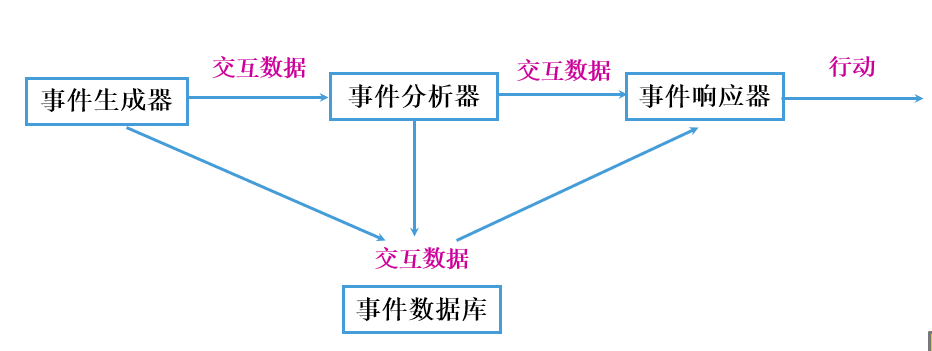 交互数据
交互数据
行动
事件生成器
事件分析器
事件响应器
交互数据
事件数据库